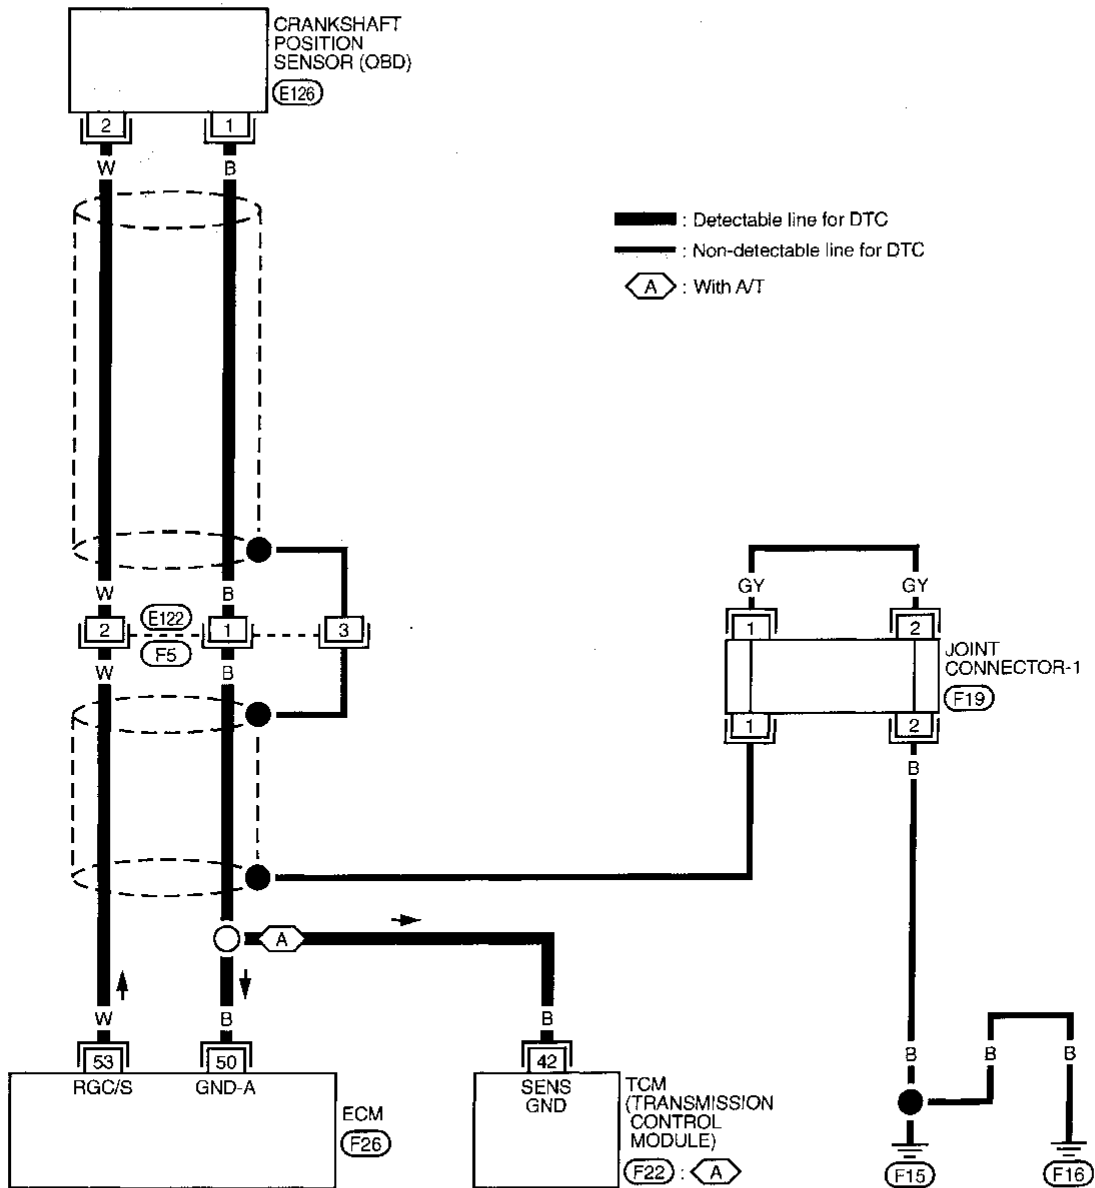 CRANKSHAFT
POSITION
SENSOR (OBD)
E126
2 1
W B
: Detectable line for DTC
: Non-detectable line for DTC
A : With A/T
W B
E122
2 1 3
F5
W B
GY GY
1 2
JOINT
CONNECTOR-1
F19
1 2
B
A
W B B
53 50 42
RGC/S GND-A
SENS
GND
ECM
F26
TCM
(TRANSMISSION
CONTROL
MODULE)
F22 : A
B B B
F15 F16